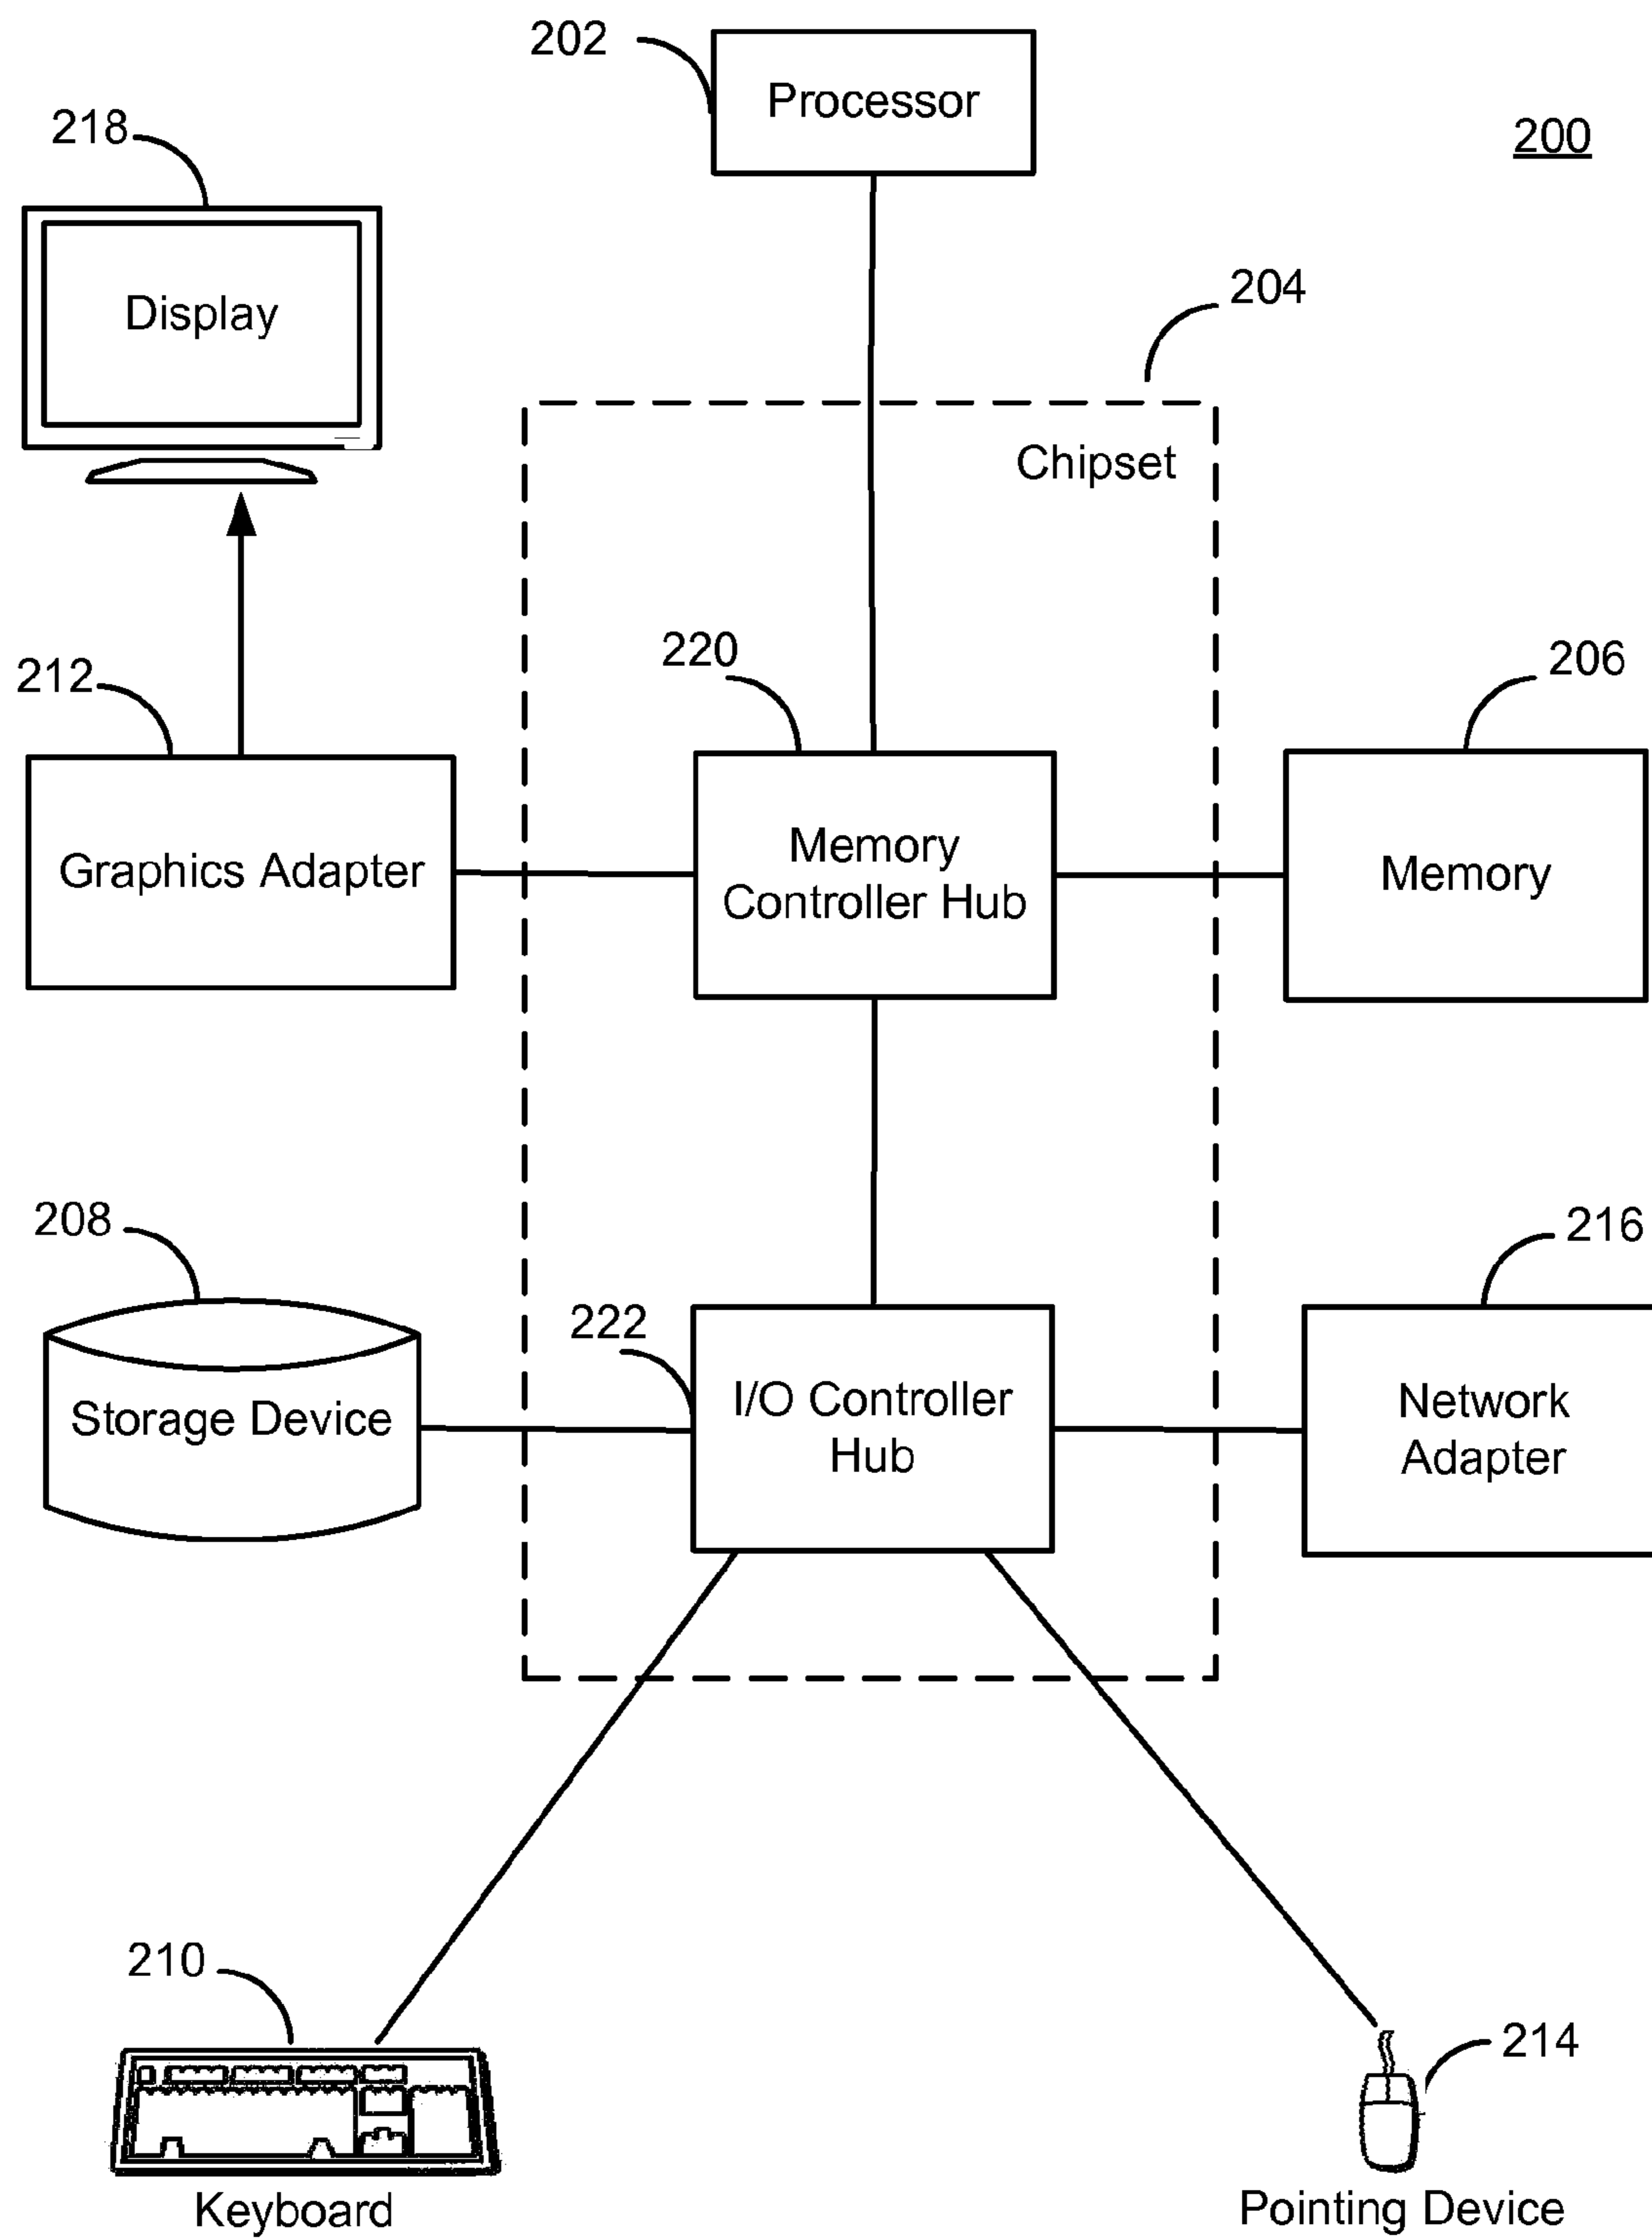 202
Processor
200
218
Display
204
Chipset
220
206
212
Memory
Controller Hub
Graphics Adapter
Memory
208
216
222
I/O Controller
Hub
Storage Device
Network
Adapter
210
214
Keyboard
Pointing Device